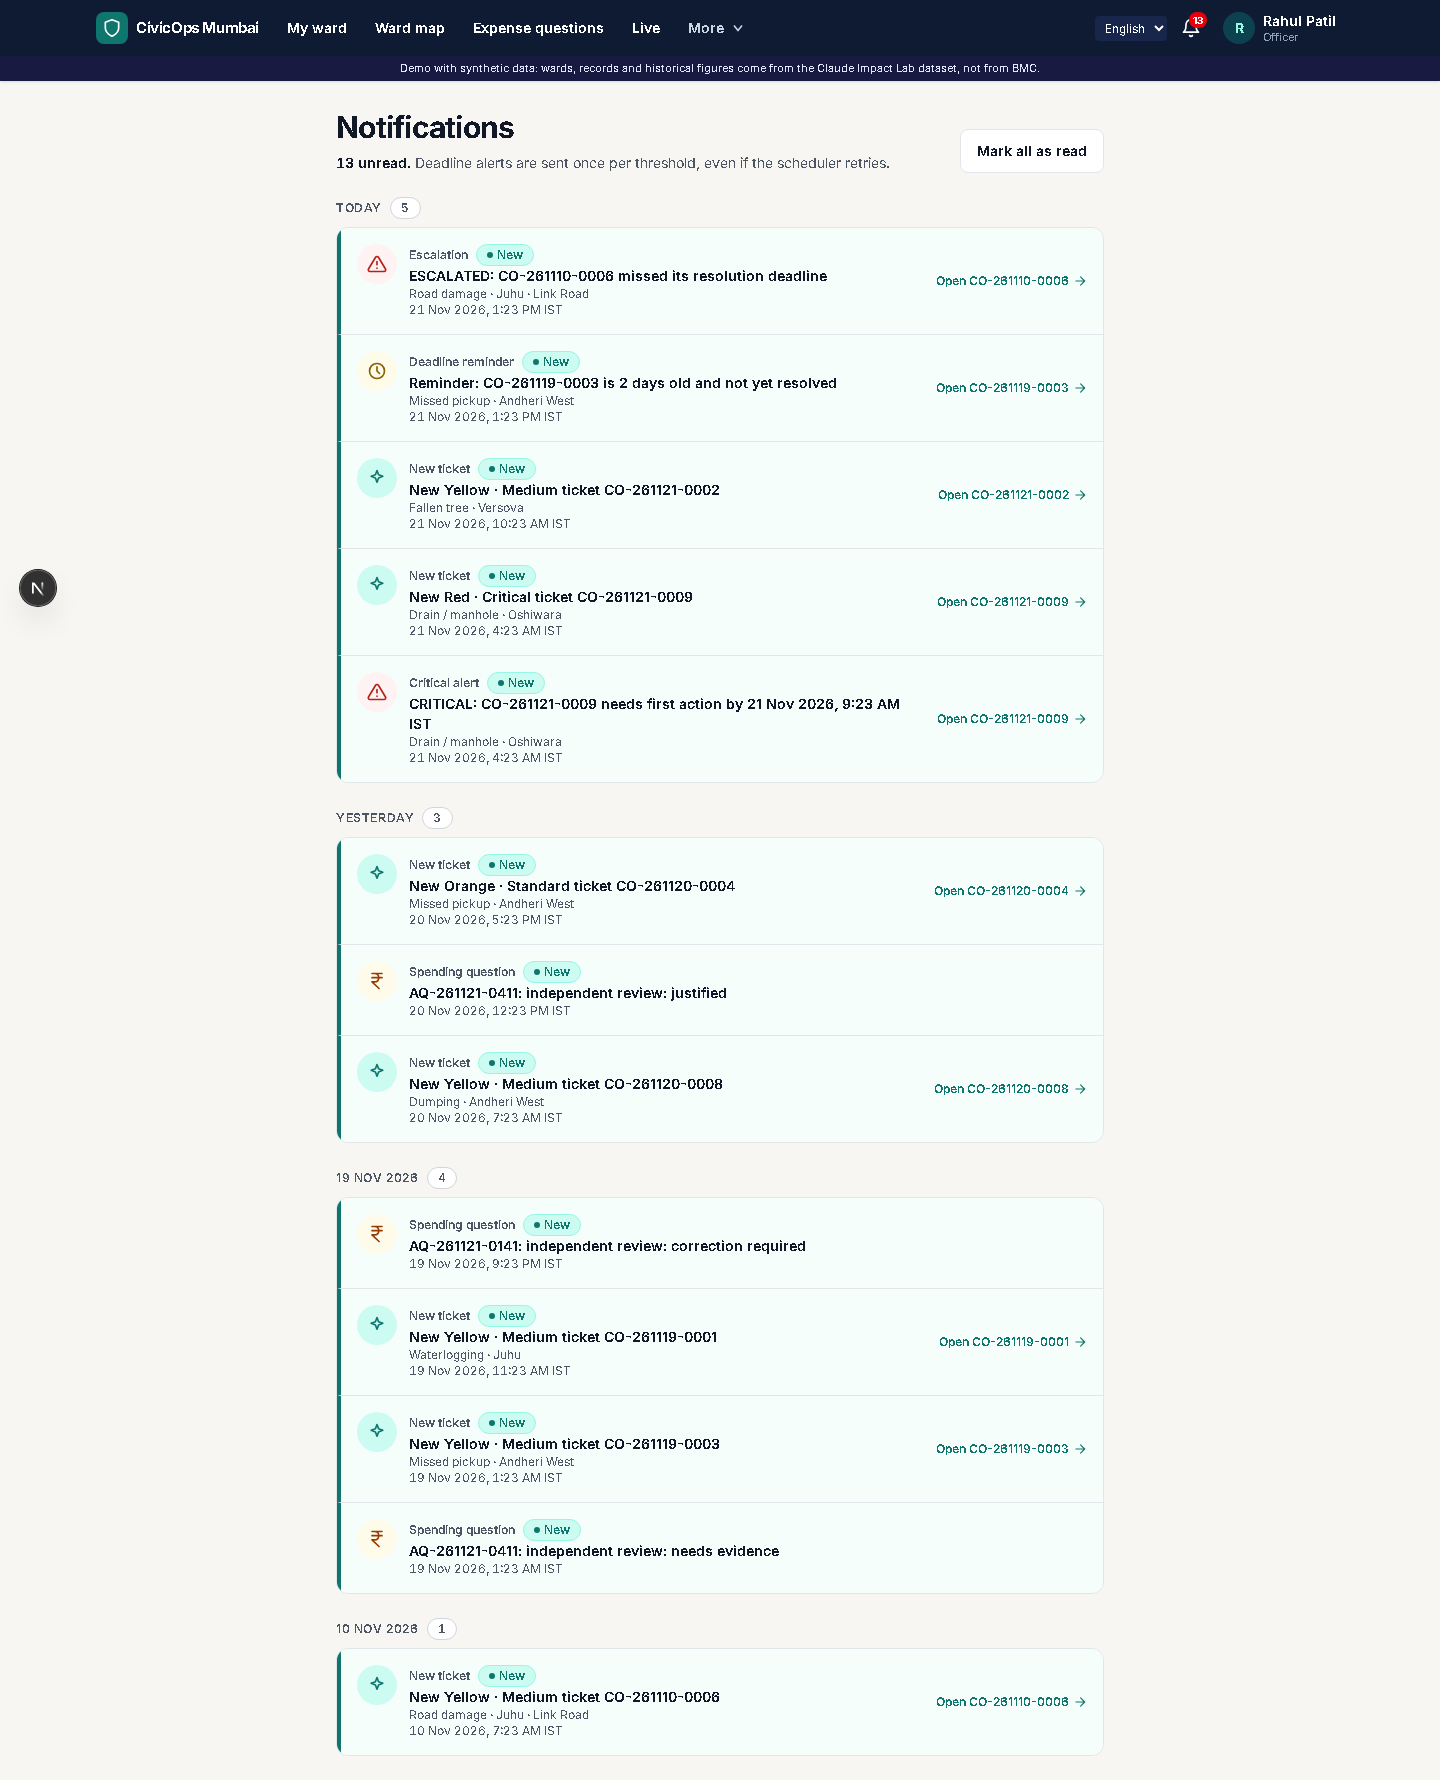 CivicOps Mumbai
My ward
Ward map
Expense questions
Live
More
English
13
R
Rahul Patil
Officer
Demo with synthetic data: wards, records and historical figures come from the Claude Impact Lab dataset, not from BMC.
Notifications
13 unread. Deadline alerts are sent once per threshold, even if the scheduler retries.
Mark all as read
TODAY 5
Escalation New
ESCALATED: CO-261110-0006 missed its resolution deadline
Road damage · Juhu · Link Road
21 Nov 2026, 1:23 PM IST
Open CO-261110-0006 →
Deadline reminder New
Reminder: CO-261119-0003 is 2 days old and not yet resolved
Missed pickup · Andheri West
21 Nov 2026, 1:23 PM IST
Open CO-261119-0003 →
New ticket New
New Yellow · Medium ticket CO-261121-0002
Fallen tree · Versova
21 Nov 2026, 10:23 AM IST
Open CO-261121-0002 →
New ticket New
New Red · Critical ticket CO-261121-0009
Drain / manhole · Oshiwara
21 Nov 2026, 4:23 AM IST
Open CO-261121-0009 →
Critical alert New
CRITICAL: CO-261121-0009 needs first action by 21 Nov 2026, 9:23 AM
IST
Drain / manhole · Oshiwara
21 Nov 2026, 4:23 AM IST
Open CO-261121-0009 →
YESTERDAY 3
New ticket New
New Orange · Standard ticket CO-261120-0004
Missed pickup · Andheri West
20 Nov 2026, 5:23 PM IST
Open CO-261120-0004 →
₹
Spending question New
AQ-261121-0411: independent review: justified
20 Nov 2026, 12:23 PM IST
New ticket New
New Yellow · Medium ticket CO-261120-0008
Dumping · Andheri West
20 Nov 2026, 7:23 AM IST
Open CO-261120-0008 →
19 NOV 2026 4
₹
Spending question New
AQ-261121-0141: independent review: correction required
19 Nov 2026, 9:23 PM IST
New ticket New
New Yellow · Medium ticket CO-261119-0001
Waterlogging · Juhu
19 Nov 2026, 11:23 AM IST
Open CO-261119-0001 →
New ticket New
New Yellow · Medium ticket CO-261119-0003
Missed pickup · Andheri West
19 Nov 2026, 1:23 AM IST
Open CO-261119-0003 →
₹
Spending question New
AQ-261121-0411: independent review: needs evidence
19 Nov 2026, 1:23 AM IST
10 NOV 2026 1
New ticket New
New Yellow · Medium ticket CO-261110-0006
Road damage · Juhu · Link Road
10 Nov 2026, 7:23 AM IST
Open CO-261110-0006 →
N